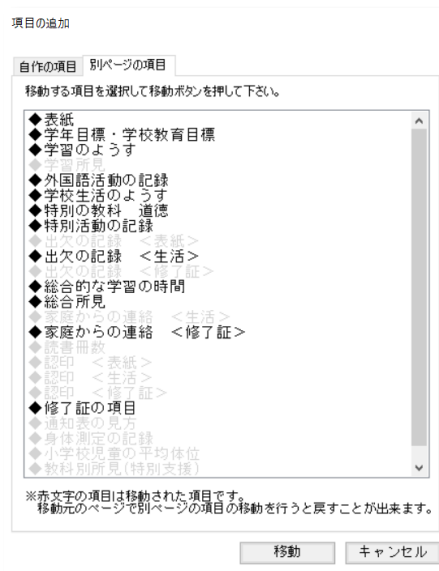 項目の追加
自作の項目 別ページの項目
移動する項目を選択して移動ボタンを押して下さい。
◆表紙
◆学年目標・学校教育目標
◆学習のようす
◆学習所見
◆外国語活動の記録
◆学校生活のようす
◆特別の教科　道徳
◆特別活動の記録
◆出欠の記録　＜表紙＞
◆出欠の記録　＜生活＞
◆出欠の記録　＜修了証＞
◆総合的な学習の時間
◆総合所見
◆家庭からの連絡　＜生活＞
◆家庭からの連絡　＜修了証＞
◆読書冊数
◆認印　＜表紙＞
◆認印　＜生活＞
◆認印　＜修了証＞
◆修了証の項目
◆通知表の見方
◆身体測定の記録
◆小学校児童の平均体位
◆教科別所見(特別支援)
※赤文字の項目は移動された項目です。
移動元のページで別ページの項目の移動を行うと戻すことが出来ます。
移動 キャンセル